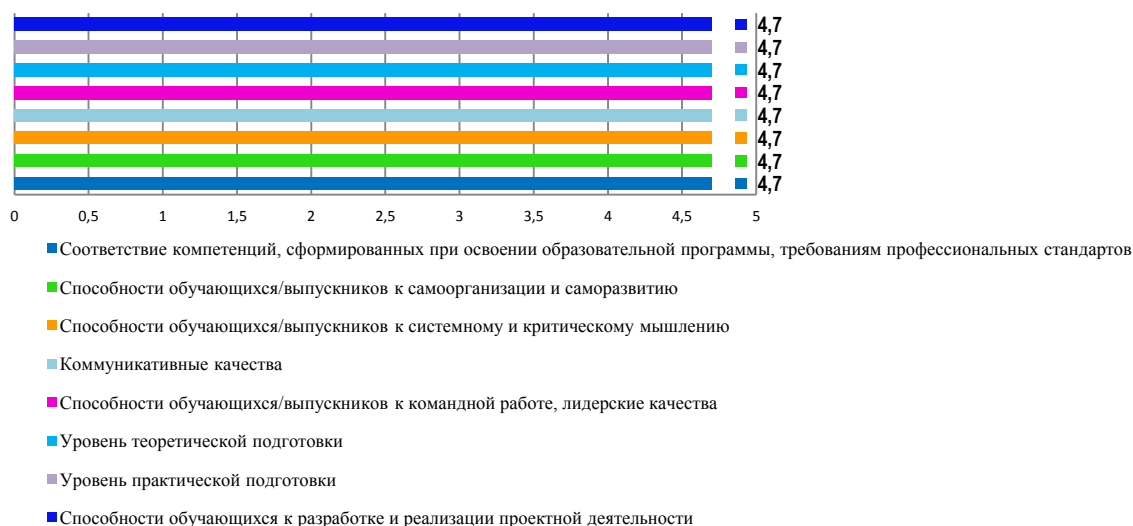 4,7
4,7
4,7
4,7
4,7
4,7
4,7
4,7
0 0,5 1 1,5 2 2,5 3 3,5 4 4,5 5
Соответствие компетенций, сформированных при освоении образовательной программы, требованиям профессиональных стандартов
Способности обучающихся/выпускников к самоорганизации и саморазвитию
Способности обучающихся/выпускников к системному и критическому мышлению
Коммуникативные качества
Способности обучающихся/выпускников к командной работе, лидерские качества
Уровень теоретической подготовки
Уровень практической подготовки
Способности обучающихся к разработке и реализации проектной деятельности